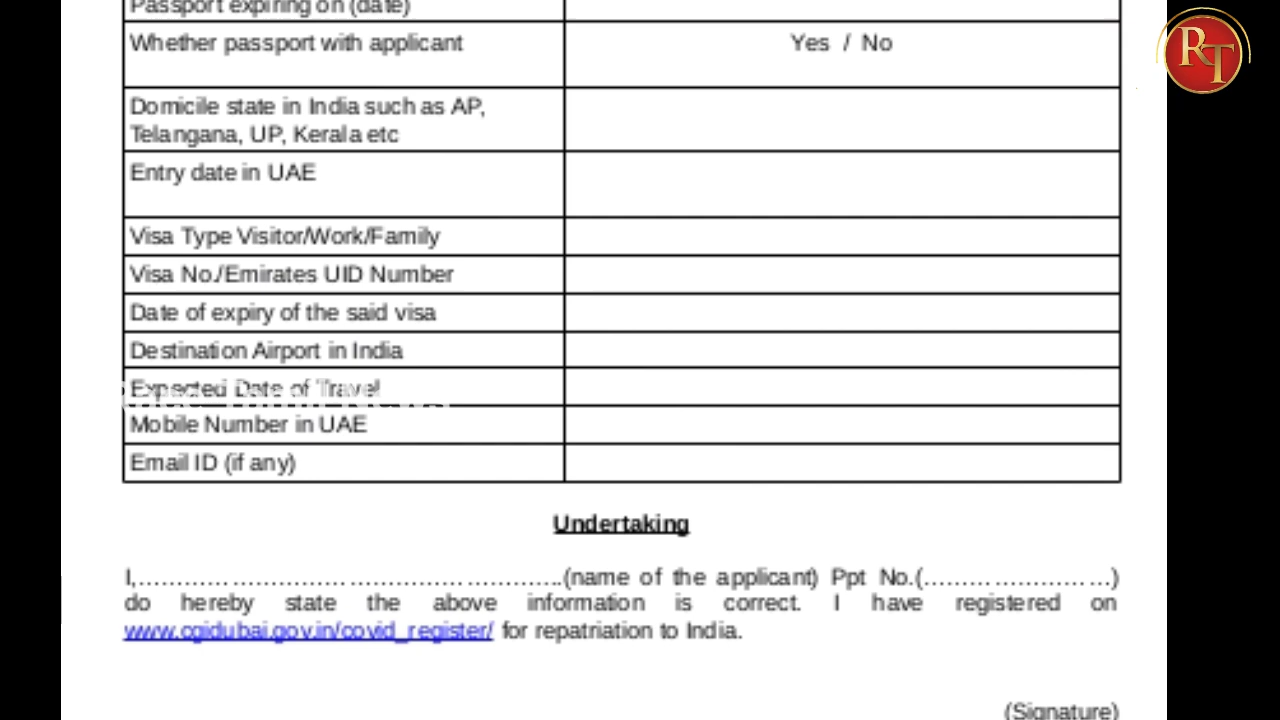 Passport expiring on (date)
RT
Whether passport with applicant Yes / No
Domicile state in India such as AP,
Telangana, UP, Kerala etc
Entry date in UAE
Visa Type Visitor/Work/Family
Visa No./Emirates UID Number
Date of expiry of the said visa
Destination Airport in India
Expected Date of Travel
Mobile Number in UAE
Email ID (if any)
Undertaking
I,……………………………………………………..(name of the applicant) Ppt No.(…………………………)
do hereby state the above information is correct. I have registered on
www.cgidubai.gov.in/covid_register/ for repatriation to India.
(Signature)